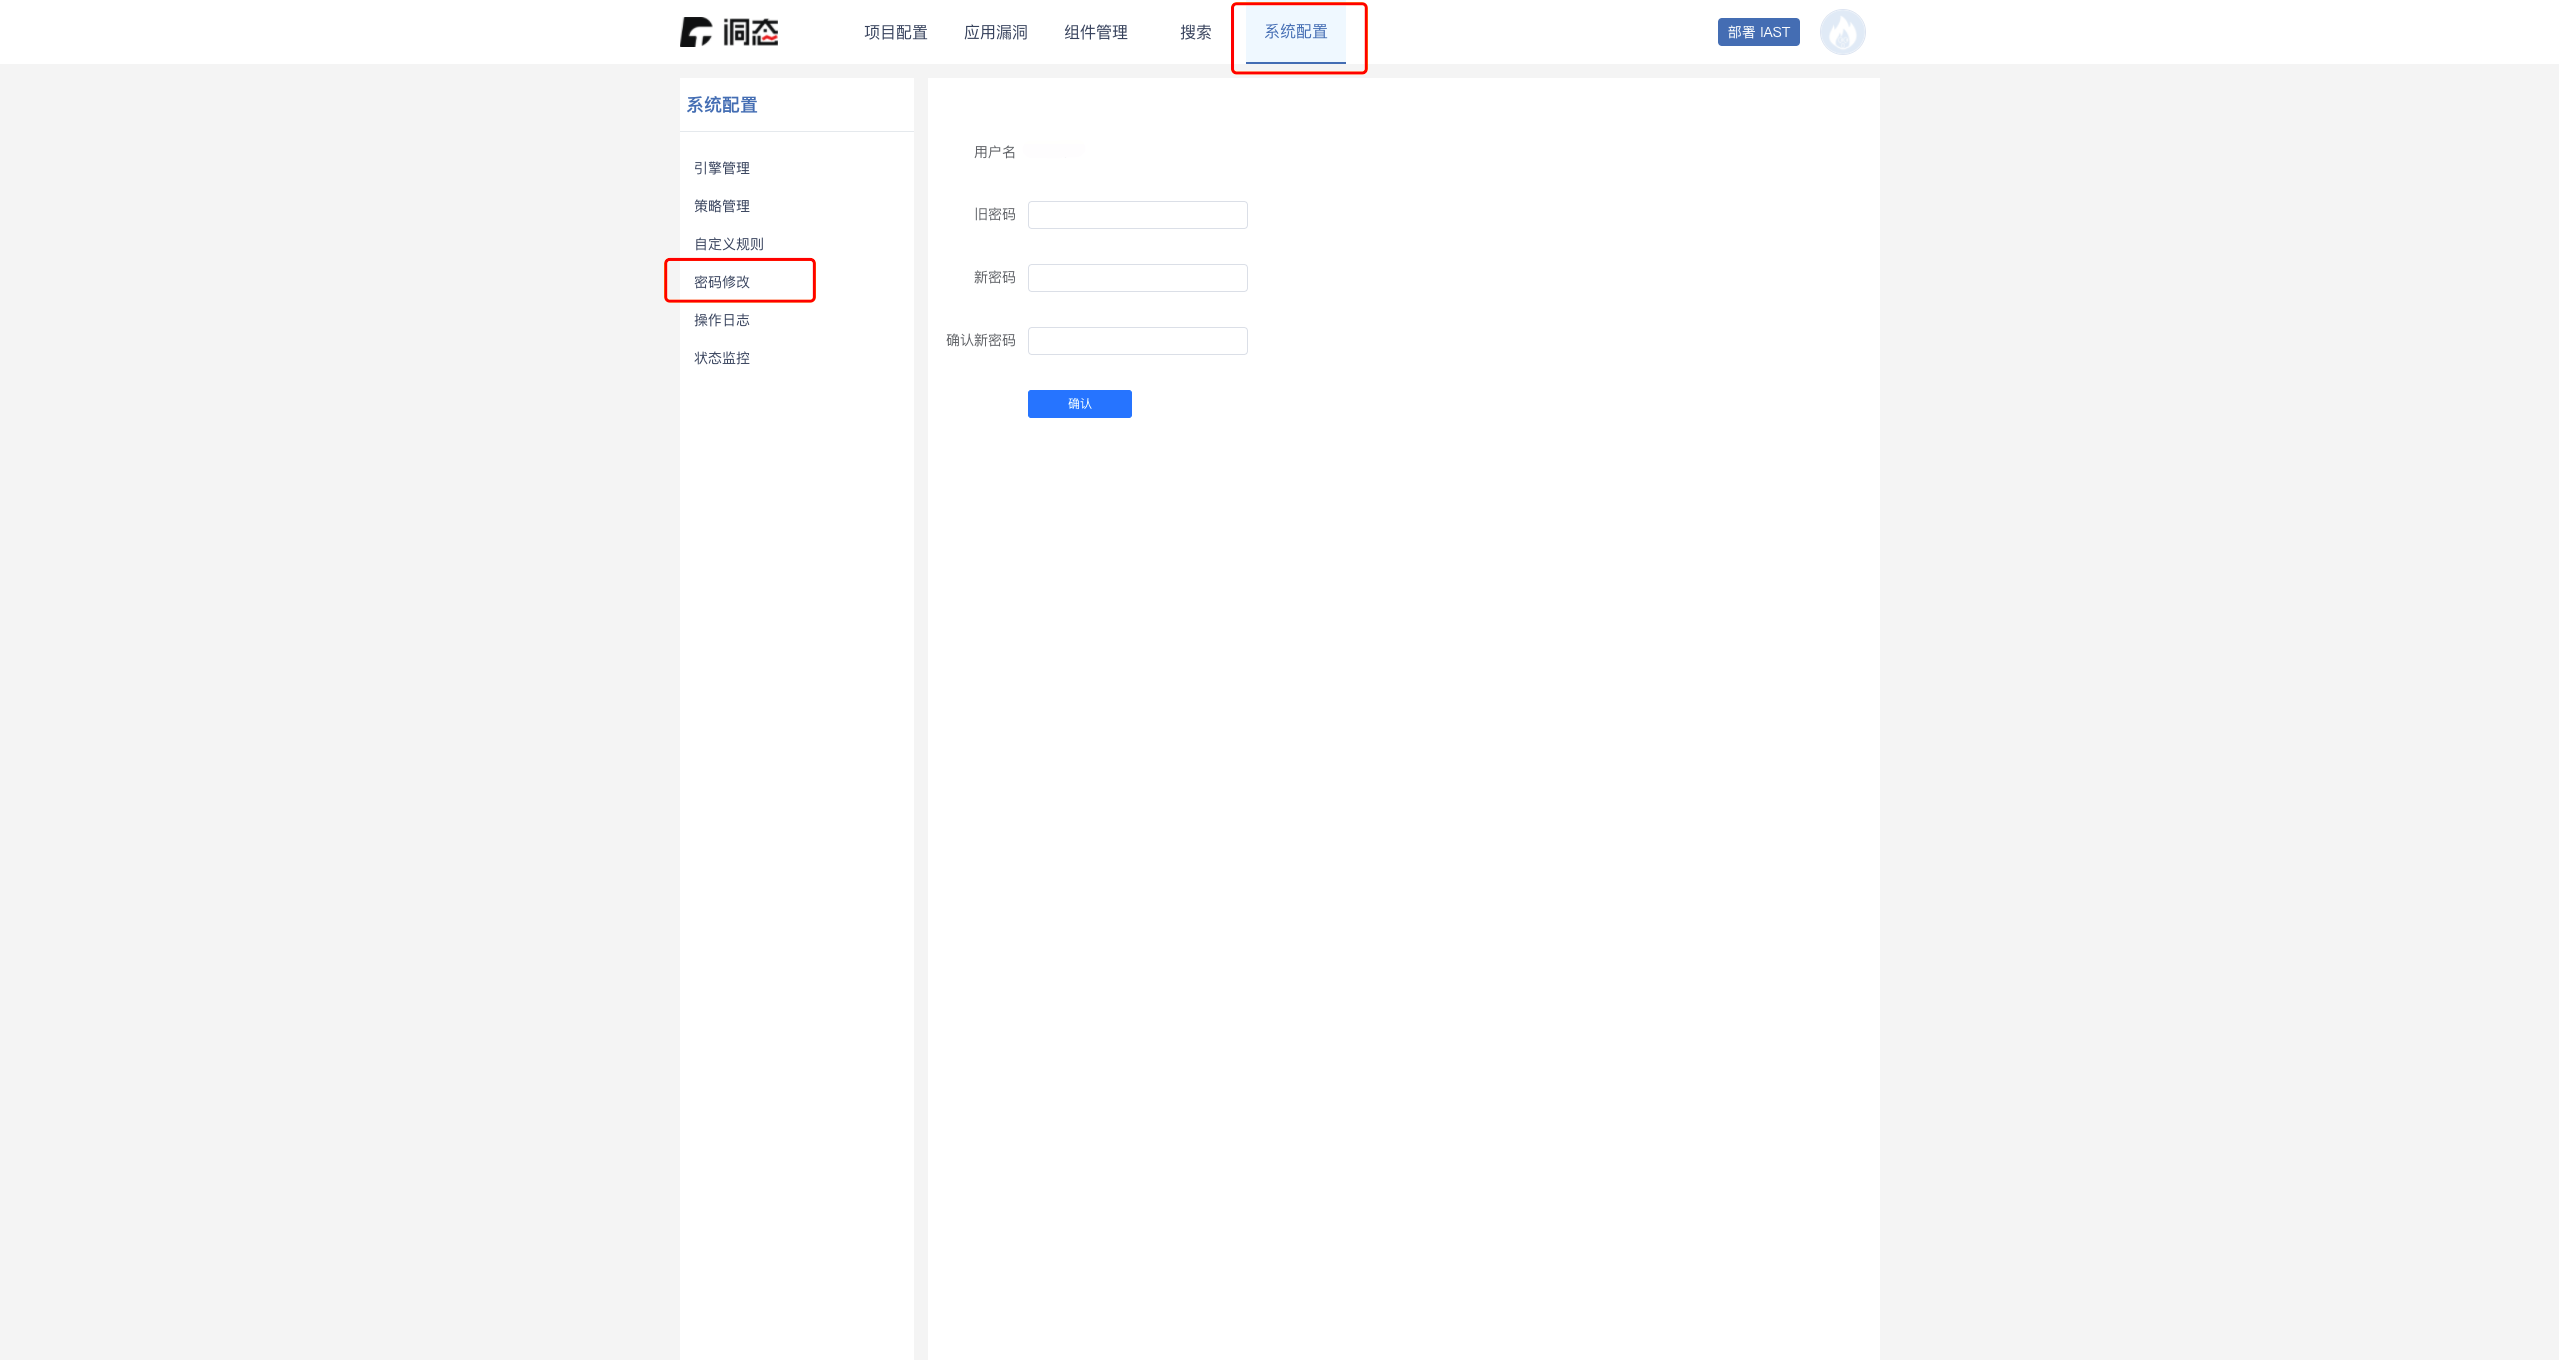 洞态
项目配置
应用漏洞
组件管理
搜索
系统配置
部署 IAST
系统配置
引擎管理
策略管理
自定义规则
密码修改
操作日志
状态监控
用户名
旧密码
新密码
确认新密码
确认